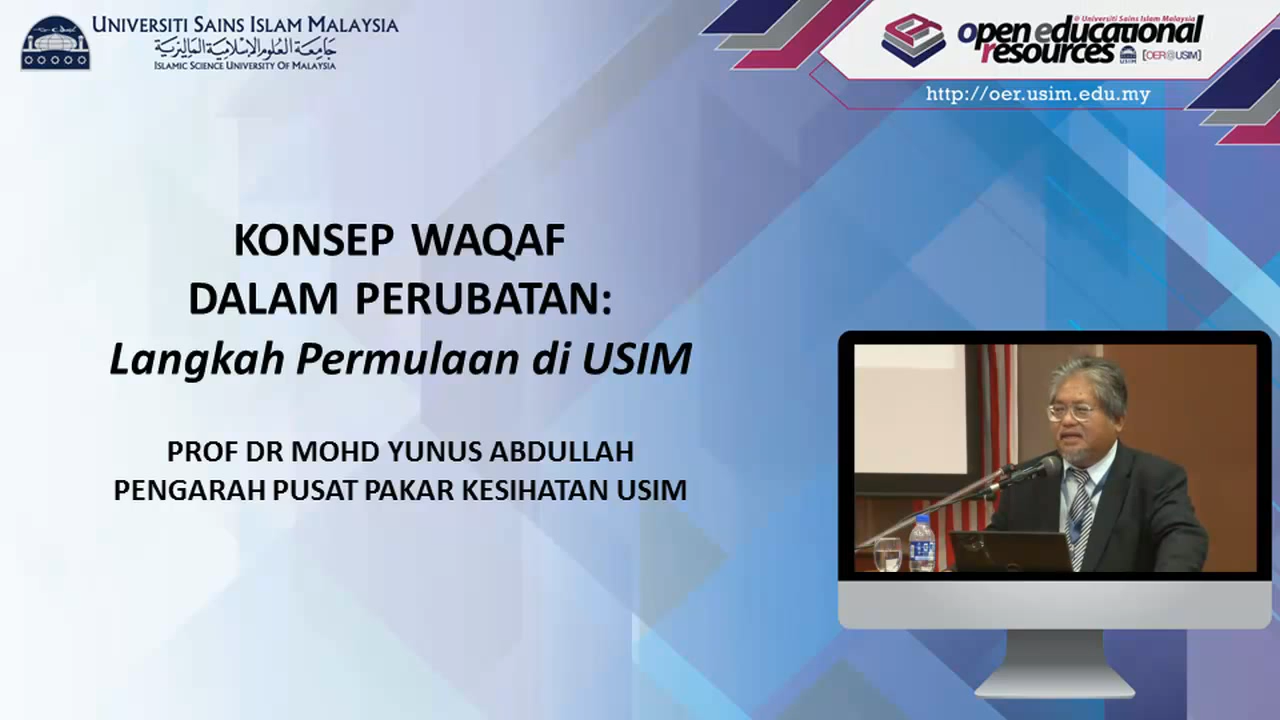 UNIVERSITI SAINS ISLAM MALAYSIA
جامعة العلوم الإسلامية الماليزية
ISLAMIC SCIENCE UNIVERSITY OF MALAYSIA
@ Universiti Sains Islam Malaysia
open educational
resources
USIM
[OER@USIM]
http://oer.usim.edu.my
KONSEP WAQAF
DALAM PERUBATAN:
Langkah Permulaan di USIM
PROF DR MOHD YUNUS ABDULLAH
PENGARAH PUSAT PAKAR KESIHATAN USIM